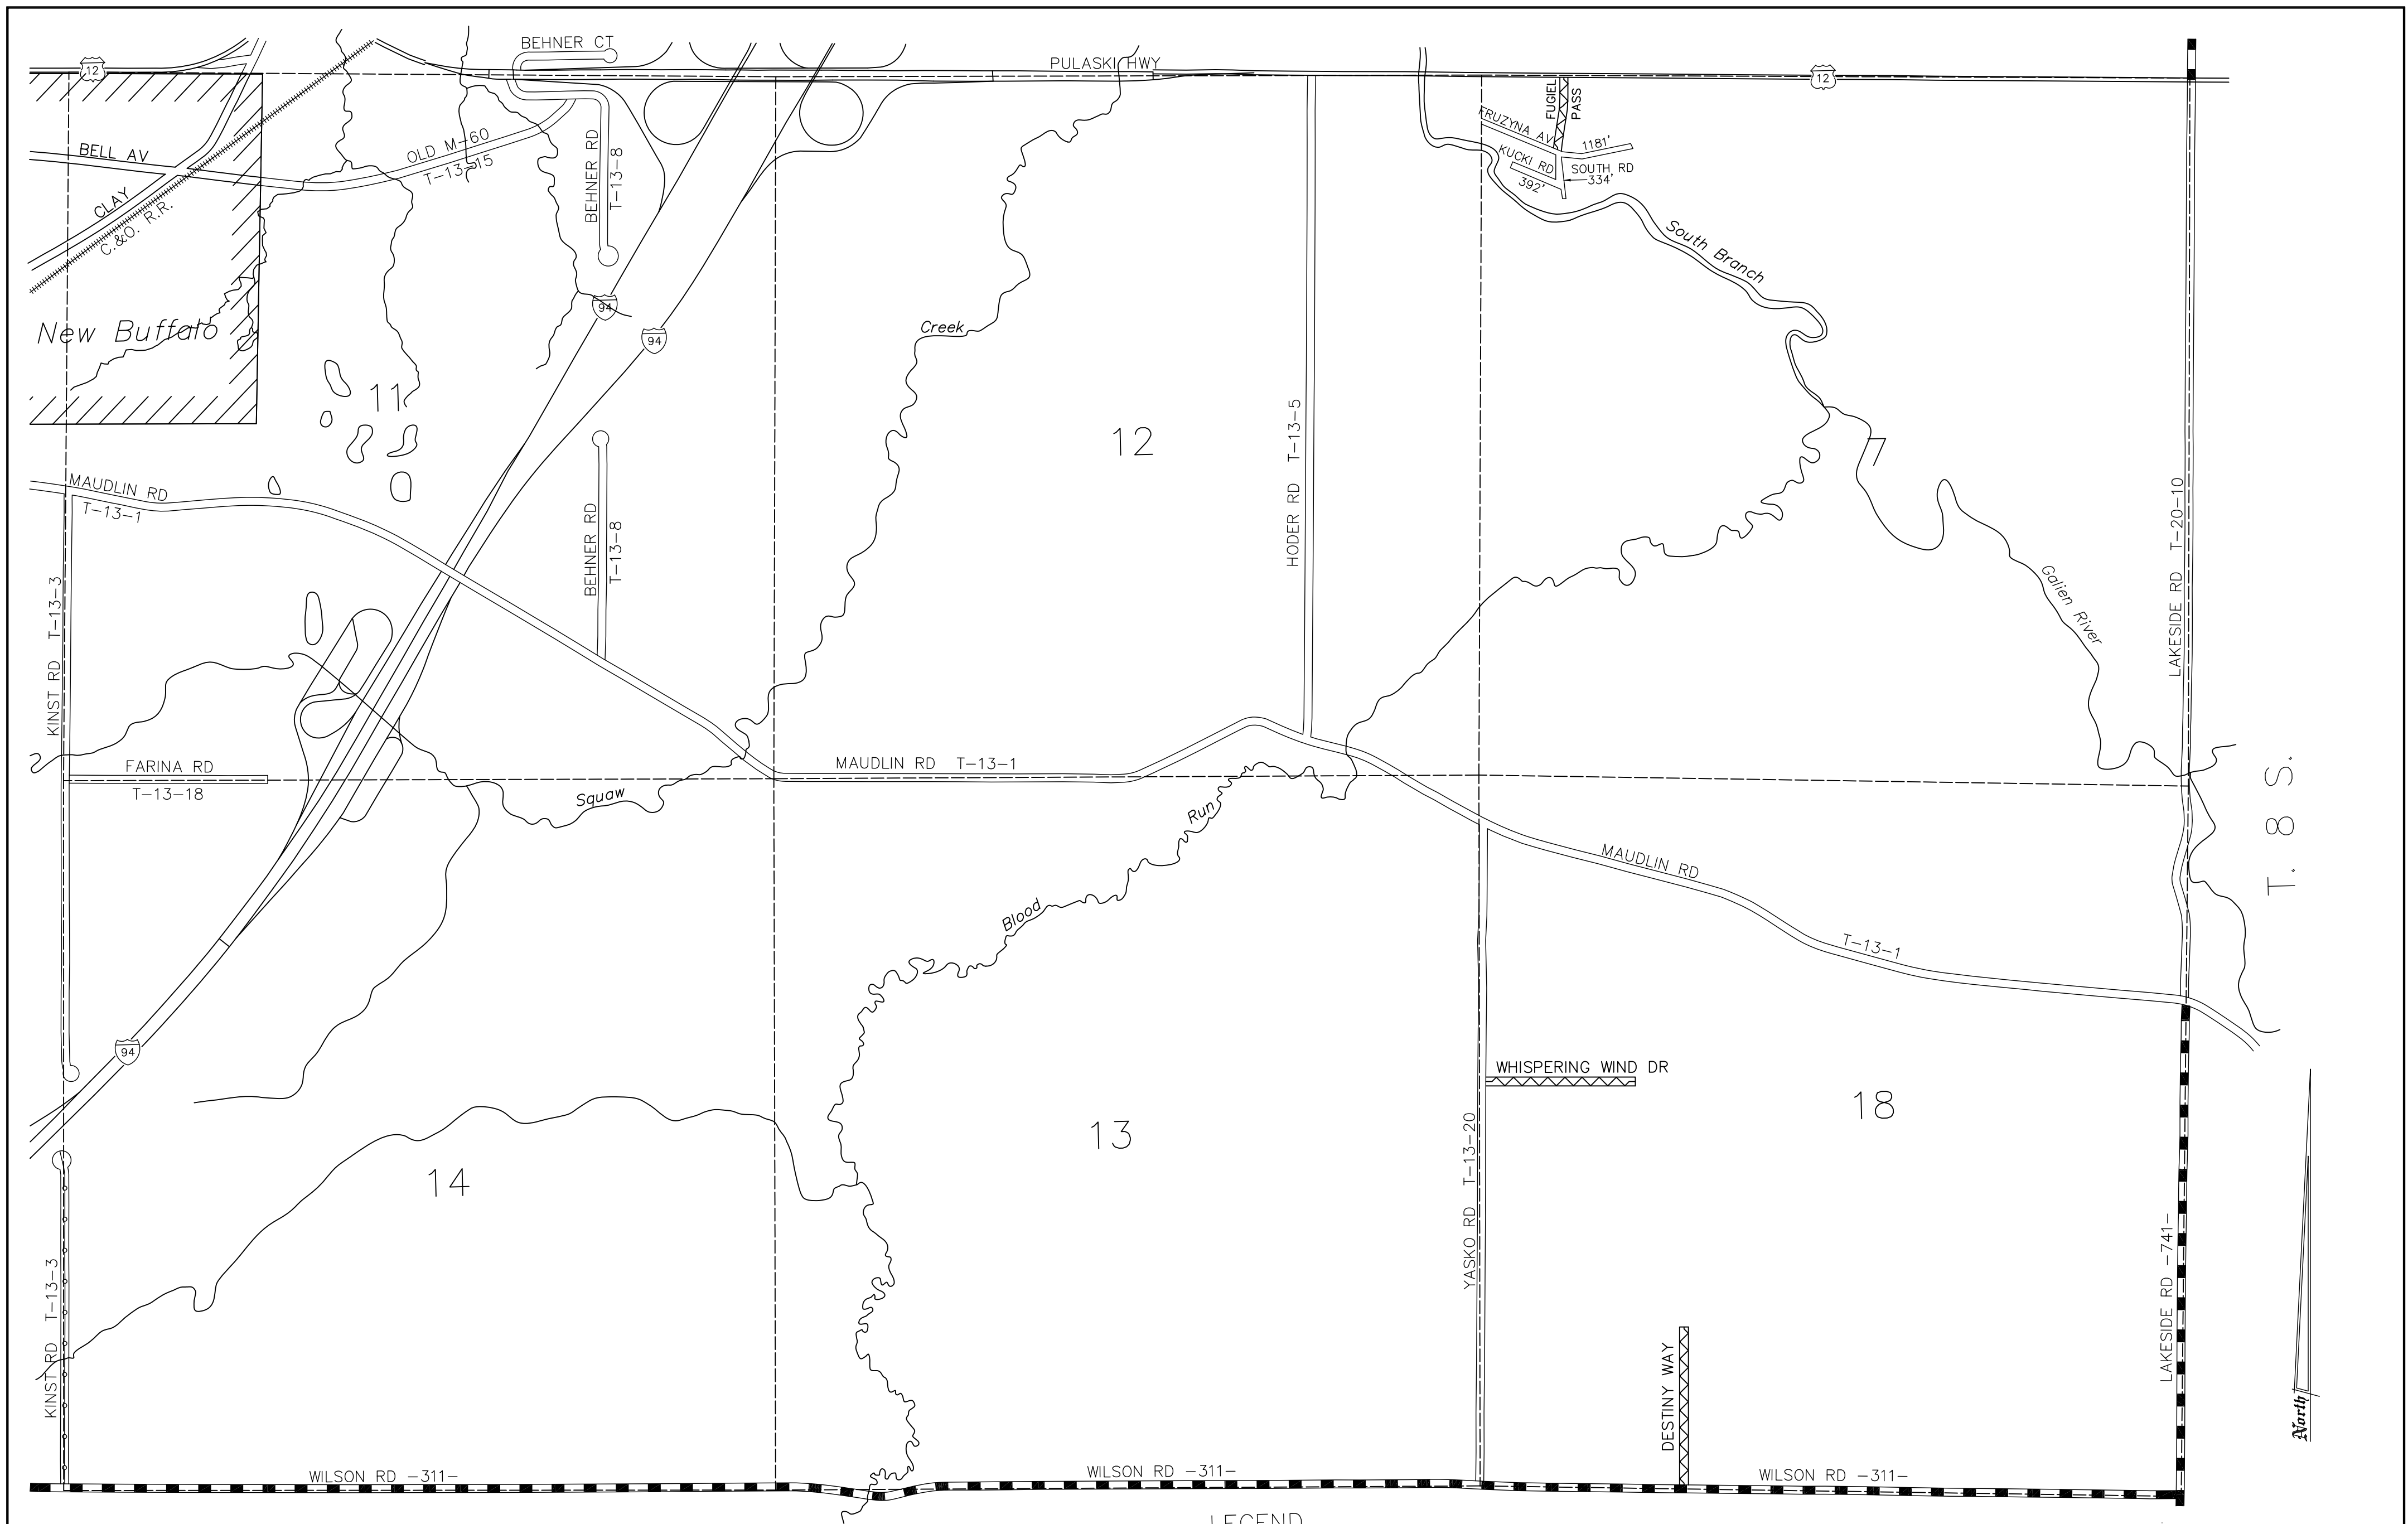 BEHNER CT
PULASKI HWY
12
12
FUGIEL
PASS
FRUZYNA AV
1181'
KUCKI RD
SOUTH RD
334'
392'
BELL AV
OLD M-60
T-13-15
BEHNER RD
T-13-8
CLAY
C.&O. R.R.
South Branch
New Buffalo
94
94
Creek
11
12
7
HODER RD T-13-5
LAKESIDE RD T-20-10
MAUDLIN RD
T-13-1
BEHNER RD
T-13-8
Galien River
KINST RD T-13-3
FARINA RD
T-13-18
MAUDLIN RD T-13-1
Squaw
Run
Blood
MAUDLIN RD
T-13-1
T. 8 S.
94
WHISPERING WIND DR
18
13
14
YASKO RD T-13-20
LAKESIDE RD -741-
KINST RD T-13-3
DESTINY WAY
North
WILSON RD -311-
WILSON RD -311-
WILSON RD -311-
LEGEND